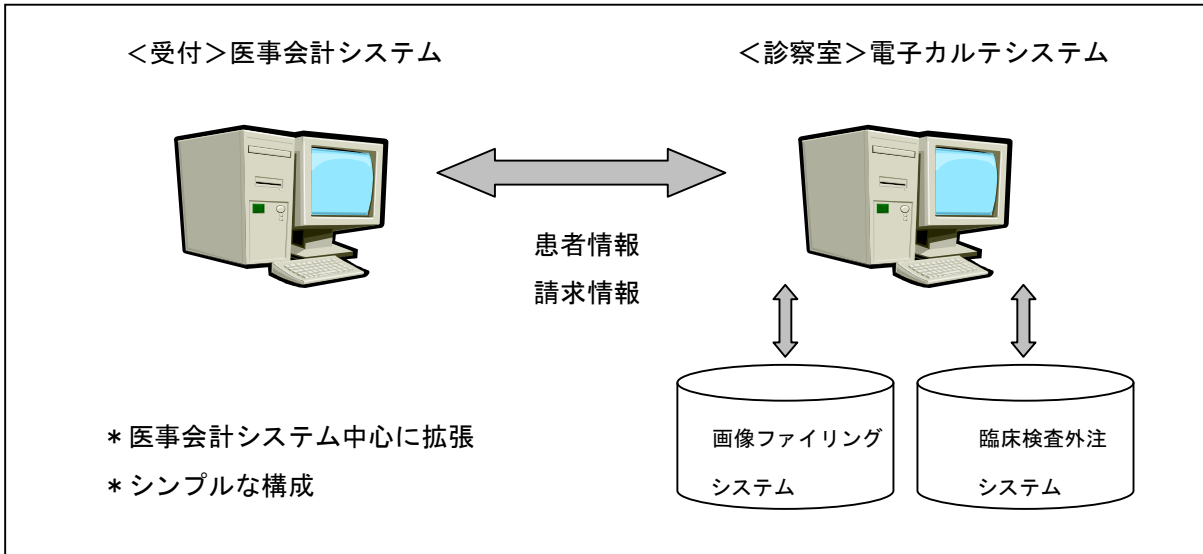 ＜受付＞医事会計システム
＜診察室＞電子カルテシステム
患者情報
請求情報
＊医事会計システム中心に拡張
＊シンプルな構成
画像ファイリング
システム
臨床検査外注
システム